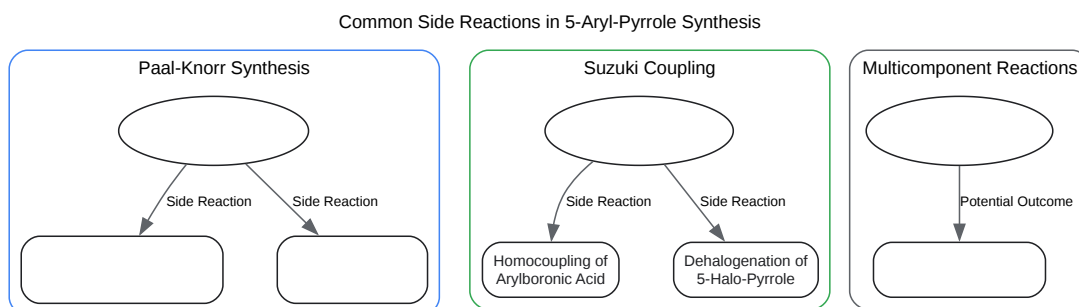 Common Side Reactions in 5-Aryl-Pyrrole Synthesis
Paal-Knorr Synthesis
Side Reaction
Side Reaction
Suzuki Coupling
Side Reaction
Side Reaction
Homocoupling of
Arylboronic Acid
Dehalogenation of
5-Halo-Pyrrole
Multicomponent Reactions
Potential Outcome